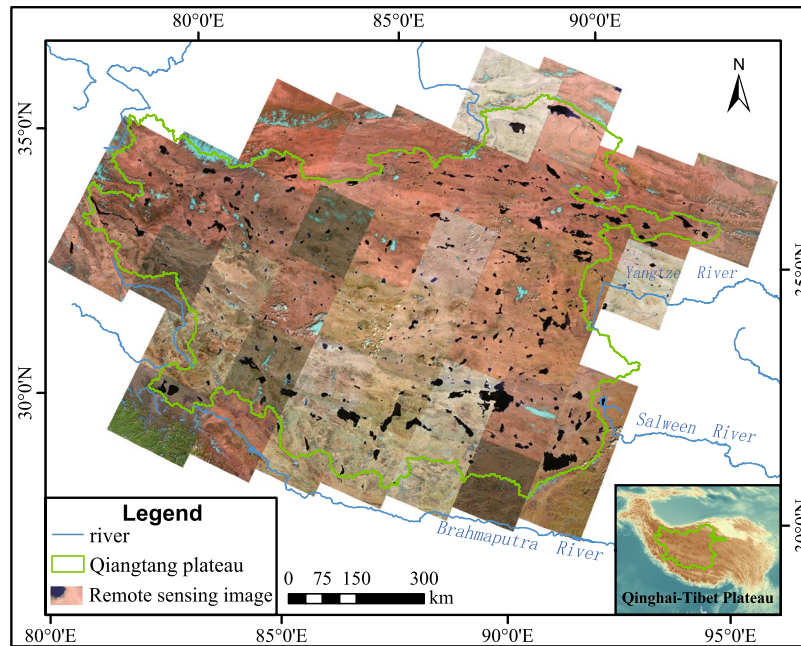 80°0'E 85°0'E 90°0'E
N
35°0'N
35°0'N
Yangtze River
30°0'N
Salween River
30°0'N
Brahmaputra River
Legend
river
Qiangtang plateau
Remote sensing image
0 75 150 300
km
Qinghai-Tibet Plateau
80°0'E 85°0'E 90°0'E 95°0'E